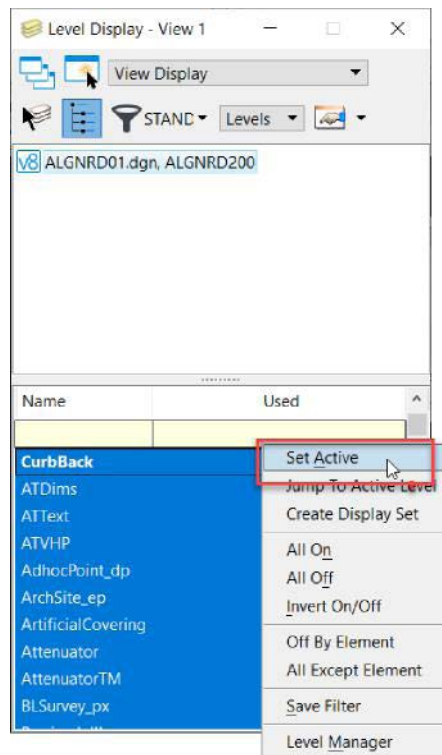 Level Display - View 1
View Display
STANDː Levels
V8 ALGNRD01.dgn, ALGNRD200
Name Used
CurbBack
ATDims
ATText
ATVHP
AdhocPoint_dp
ArchSite_ep
ArtificialCovering
Attenuator
AttenuatorTM
BLSurvey_px
Set Active
Jump To Active Level
Create Display Set
All On
All Off
Invert On/Off
Off By Element
All Except Element
Save Filter
Level Manager